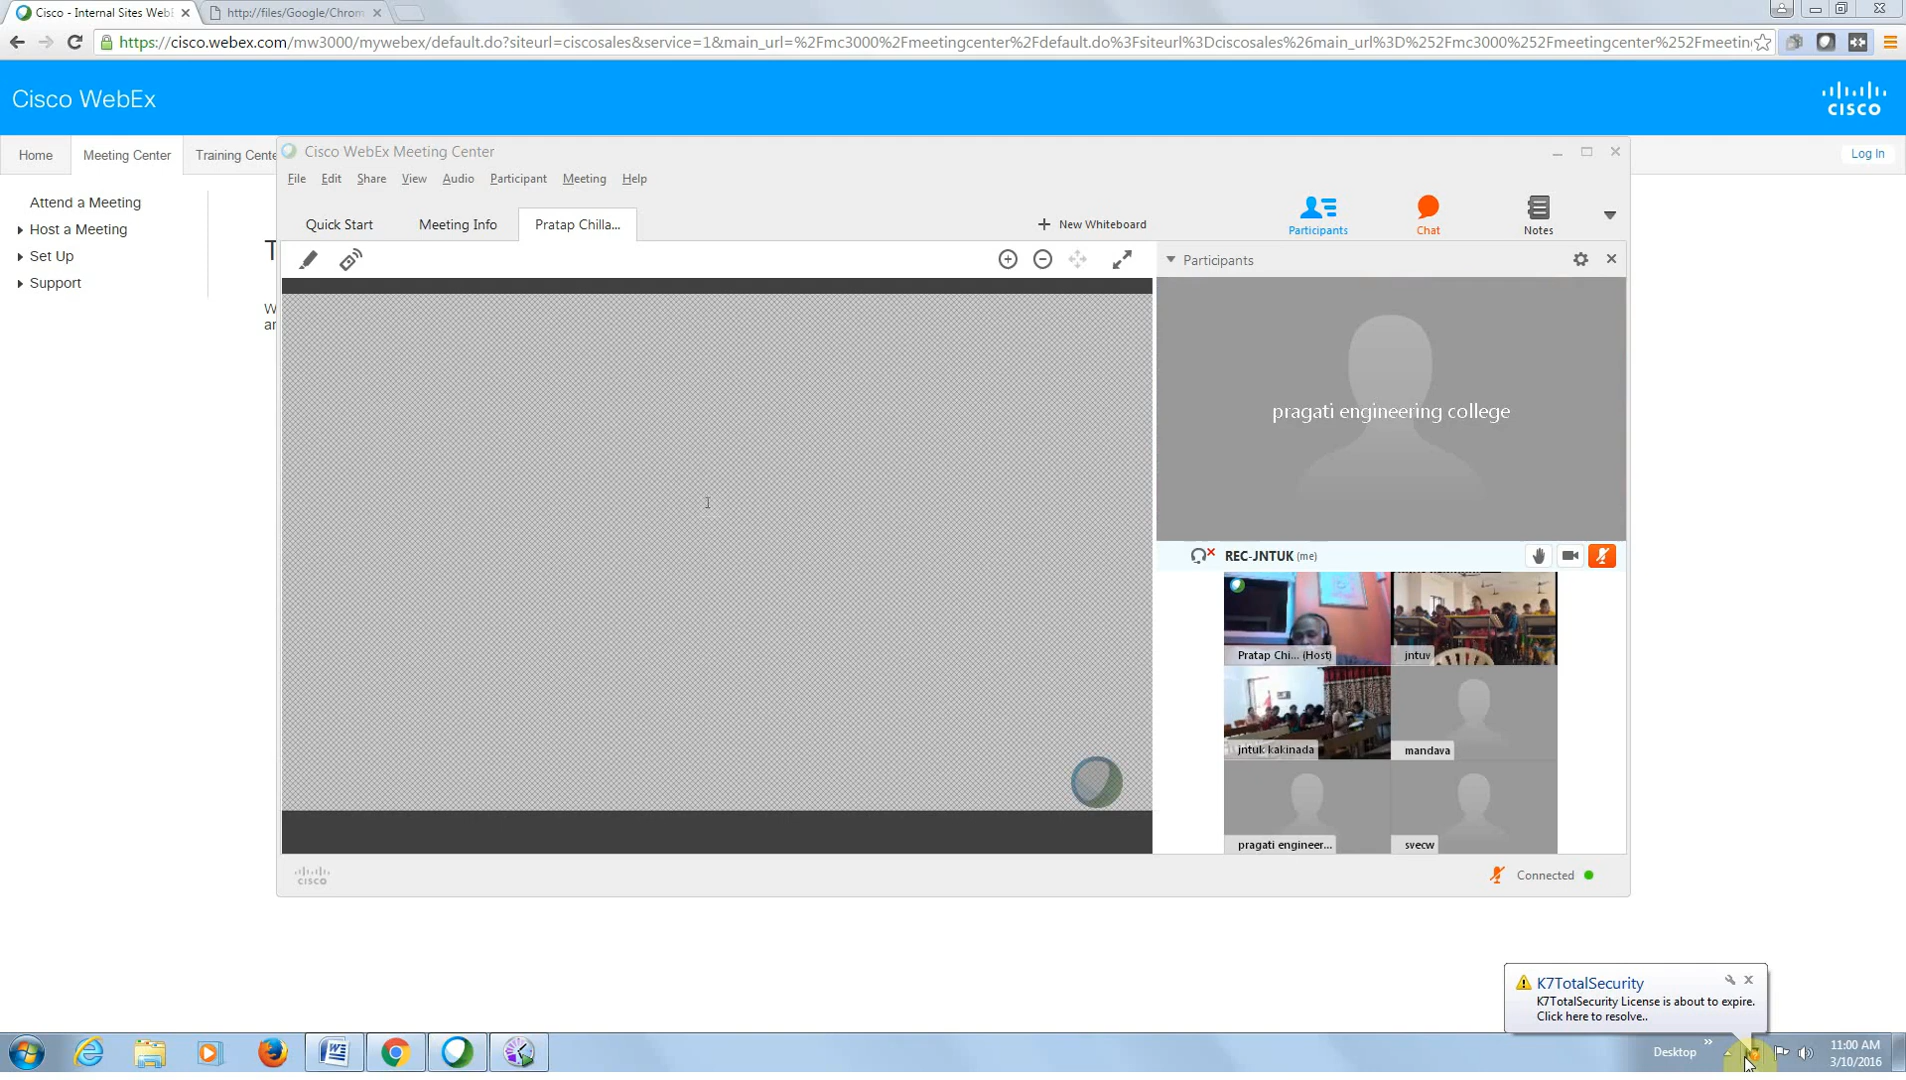 Cisco - Internal Sites WebE
http://files/Google/Chrom
https://cisco.webex.com/mw3000/mywebex/default.do?siteurl=ciscosales&service=1&main_url=%2Fmc3000%2Fmeetingcenter%2Fdefault.do%3Fsiteurl%3Dciscosales%26main_url%3D%252Fmc3000%252Fmeetingcenter%252Fmeetin
Cisco WebEx
CISCO
Home
Meeting Center
Training Cente
Log In
Attend a Meeting
Host a Meeting
Set Up
Support
T
W
ar
Cisco WebEx Meeting Center
File Edit Share View Audio Participant Meeting Help
Quick Start
Meeting Info
Pratap Chilla...
New Whiteboard
Participants
Chat
Notes
Participants
pragati engineering college
REC-JNTUK (me)
Pratap Chi... (Host)
jntuv
jntuk kakinada
mandava
pragati engineer...
svecw
CISCO
Connected
K7TotalSecurity
K7TotalSecurity License is about to expire.
Click here to resolve..
Desktop
11:00 AM
3/10/2016